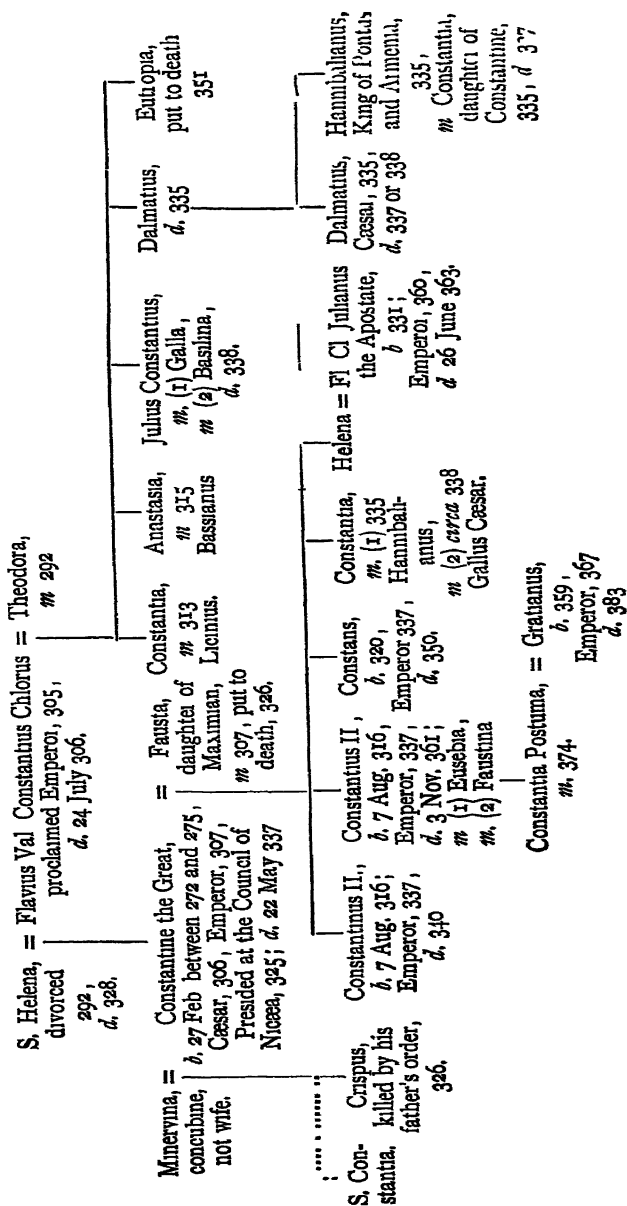 S. Helena, = Flavius Val Constantius Chlorus = Theodora,
divorced
292,
d. 328.
proclaimed Emperor, 305,
d. 24 July 306.
m 292
Minervina, =
concubine,
not wife.
Constantine the Great,
b. 27 Feb between 272 and 275,
Cæsar, 306, Emperor, 307,
Presided at the Council of
Nicæa, 325; d. 22 May 337
= Fausta,
daughter of
Maximian,
m 307, put to
death, 326.
Constantia,
m 313
Licinius.
Anastasia,
m 315
Bassianus
Julius Constantius,
m. (1) Galla,
m (2) Basilina,
d. 338.
Dalmatius,
d. 335
Eutropia,
put to death
351
S. Con-
stantia.
Crispus,
killed by his
father's order,
326.
Constantinus II.,
b. 7 Aug. 316;
Emperor, 337,
d. 340
Constantius II,
b. 7 Aug. 316,
Emperor, 337,
d. 3 Nov. 361;
m (1) Eusebia,
m. (2) Faustina
Constans,
b. 320,
Emperor 337,
d. 350.
Constantia,
m. (1) 335
Hannibali-
anus,
m (2) circa 338
Gallus Cæsar.
Helena = Fl Cl Julianus
the Apostate,
b 331;
Emperor, 360,
d 26 June 363.
Dalmatius,
Cæsar, 335,
d. 337 or 338
Hannibalianus,
King of Pontus
and Armenia,
335,
m Constantia,
daughter of
Constantine,
335, d 337
Constantia Postuma, = Gratianus,
m. 374.
b. 359,
Emperor, 367
d. 383